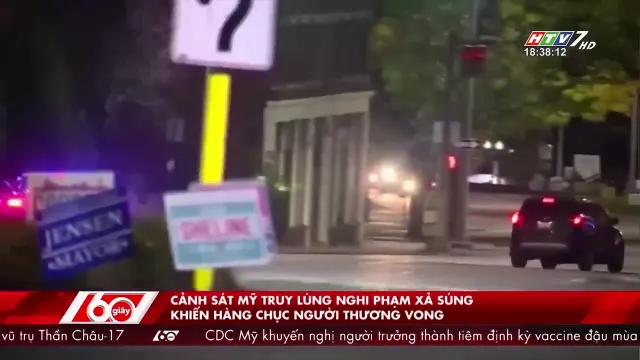 HTV7 HD
18:38:12
JENSEN
MAYOR
SHELINE
60 giây
CẢNH SÁT MỸ TRUY LÙNG NGHI PHẠM XẢ SÚNG
KHIẾN HÀNG CHỤC NGƯỜI THƯƠNG VONG
vũ trụ Thần Châu-17
CDC Mỹ khuyến nghị người trưởng thành tiêm định kỳ vaccine đậu mùa